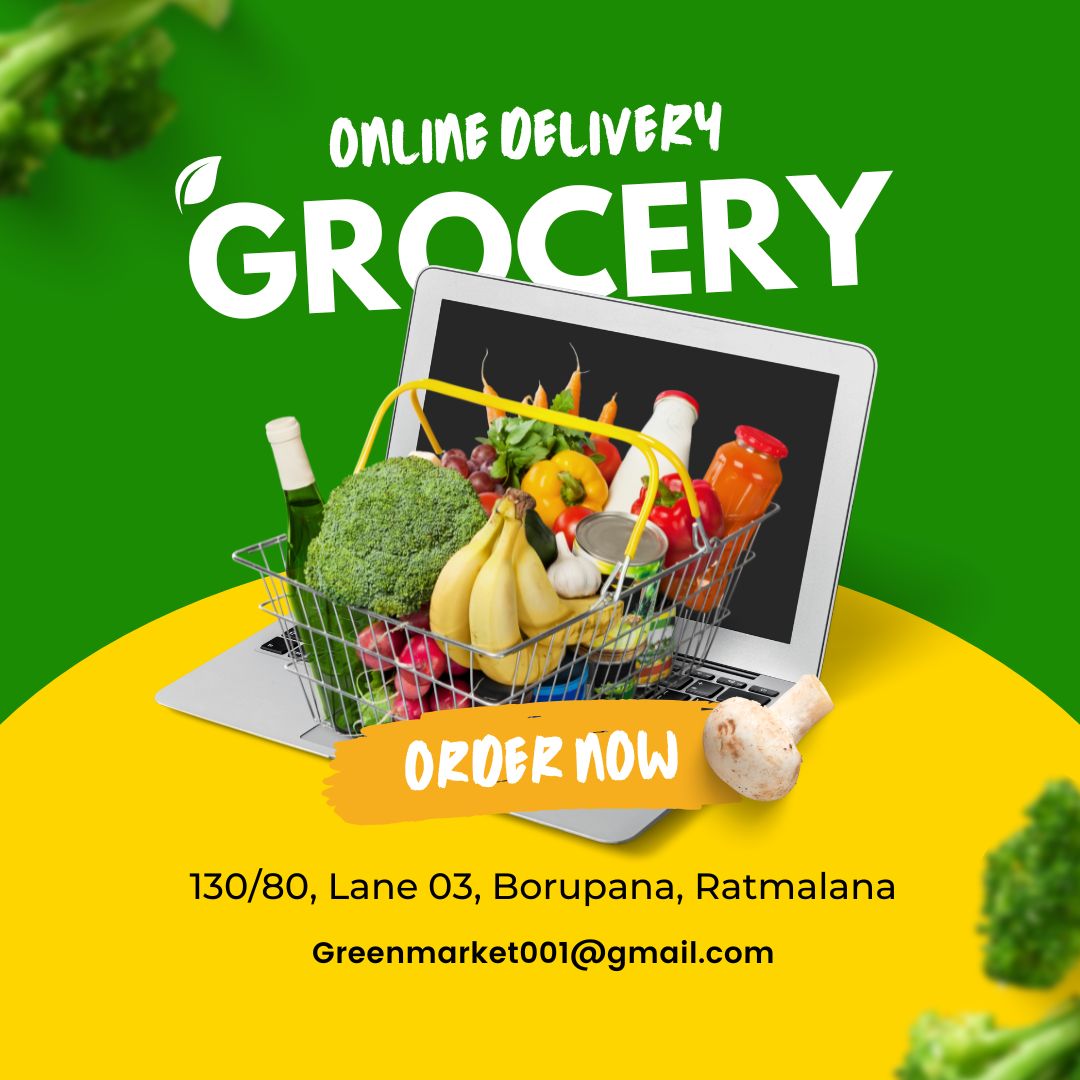 ONLINE DELIVERY
GROCERY
ORDER NOW
130/80, Lane 03, Borupana, Ratmalana
Greenmarket001@gmail.com